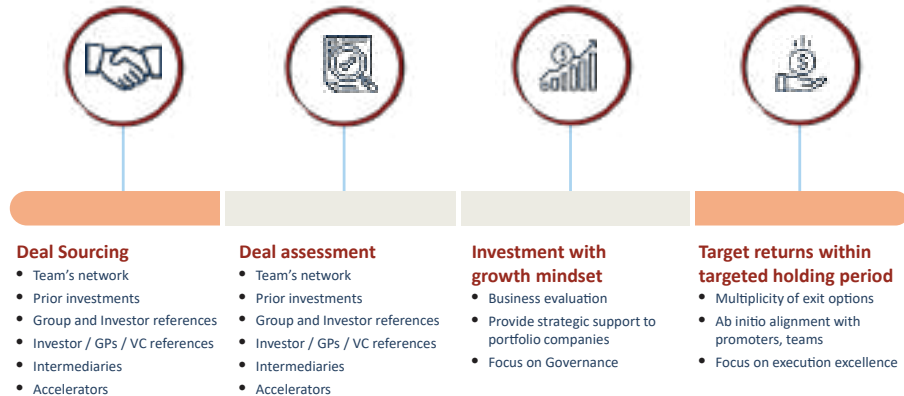 Deal Sourcing
• Team's network
• Prior investments
• Group and Investor references
• Investor / GPs / VC references
• Intermediaries
• Accelerators
Deal assessment
• Team's network
• Prior investments
• Group and Investor references
• Investor / GPs / VC references
• Intermediaries
• Accelerators
Investment with
growth mindset
• Business evaluation
• Provide strategic support to
portfolio companies
• Focus on Governance
Target returns within
targeted holding period
• Multiplicity of exit options
• Ab initio alignment with
promoters, teams
• Focus on execution excellence